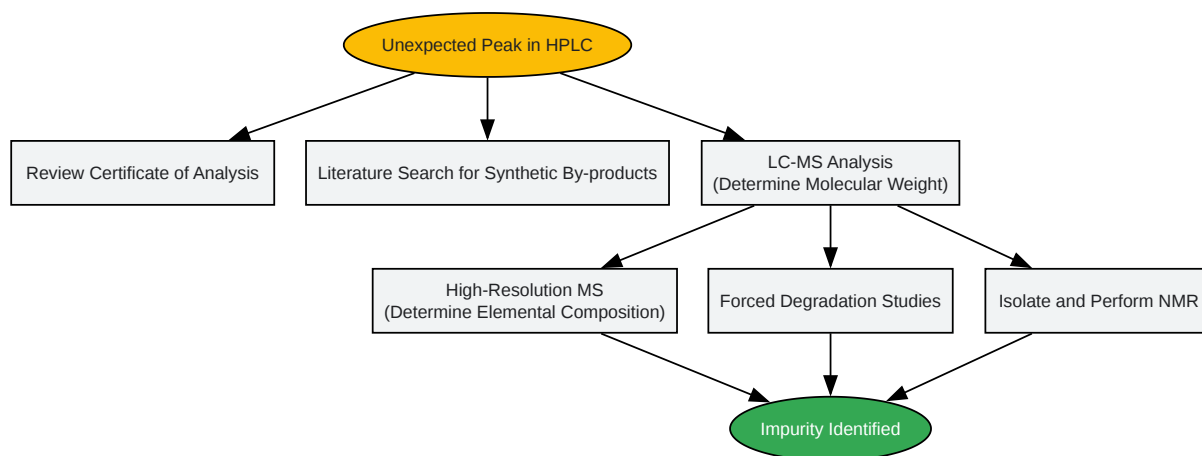 Unexpected Peak in HPLC
Review Certificate of Analysis
Literature Search for Synthetic By-products
LC-MS Analysis
(Determine Molecular Weight)
High-Resolution MS
(Determine Elemental Composition)
Forced Degradation Studies
Isolate and Perform NMR
Impurity Identified